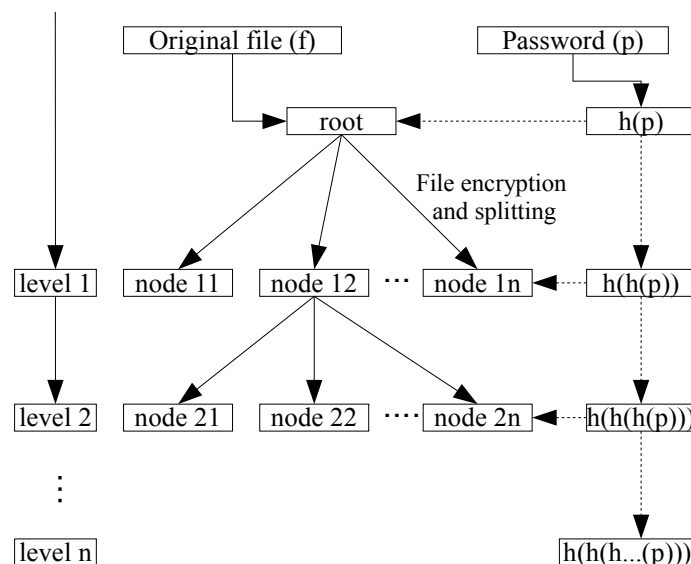 Original file (f) Password (p)
root h(p)
File encryption
and splitting
level 1 node 11 node 12 ... node 1n h(h(p))
level 2 node 21 node 22 .... node 2n h(h(h(p)))
⋮
level n h(h(h...(p)))